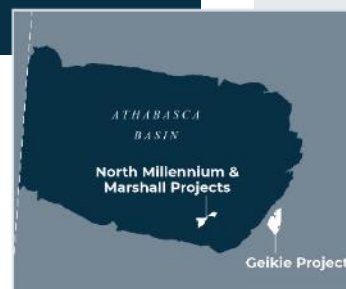 ATHABASCA
BASIN
North Millennium &
Marshall Projects
Geikie Project